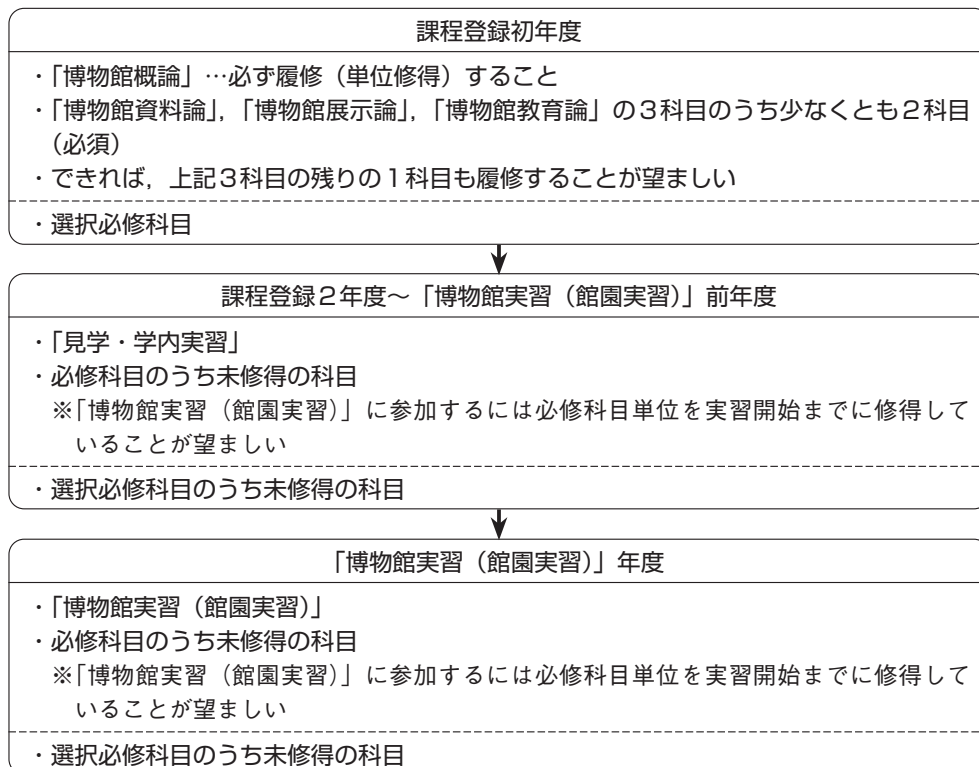 課程登録初年度
・「博物館概論」…必ず履修（単位修得）すること
・「博物館資料論」，「博物館展示論」，「博物館教育論」の３科目のうち少なくとも２科目
（必須）
・できれば，上記３科目の残りの１科目も履修することが望ましい
・選択必修科目
課程登録２年度～「博物館実習（館園実習）」前年度
・「見学・学内実習」
・必修科目のうち未修得の科目
※「博物館実習（館園実習）」に参加するには必修科目単位を実習開始までに修得して
いることが望ましい
・選択必修科目のうち未修得の科目
「博物館実習（館園実習）」年度
・「博物館実習（館園実習）」
・必修科目のうち未修得の科目
※「博物館実習（館園実習）」に参加するには必修科目単位を実習開始までに修得して
いることが望ましい
・選択必修科目のうち未修得の科目